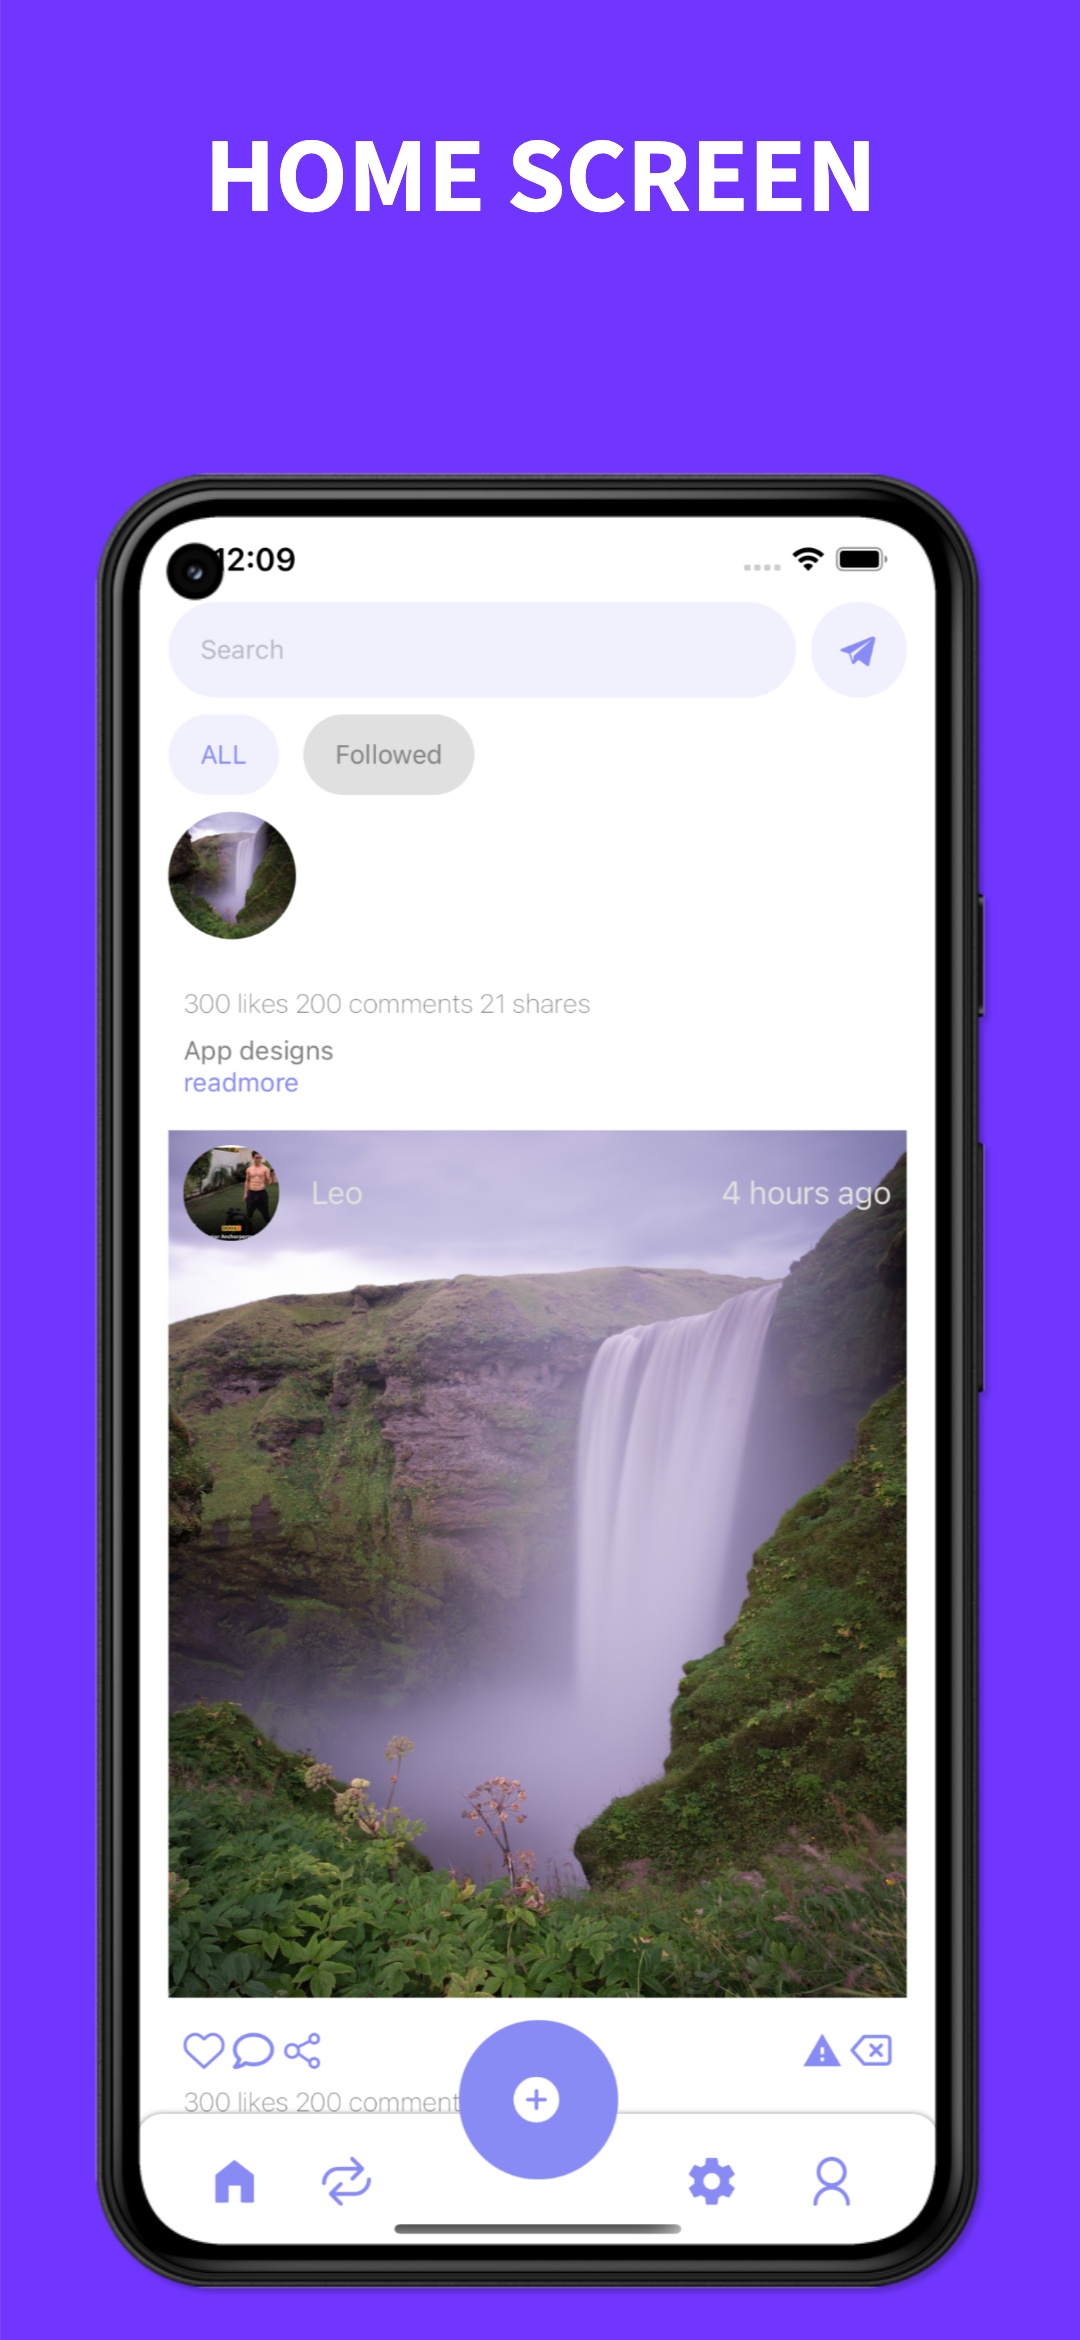 HOME SCREEN
12:09
Search
ALL
Followed
300 likes 200 comments 21 shares
App designs
readmore
Leo
4 hours ago
300 likes 200 comment